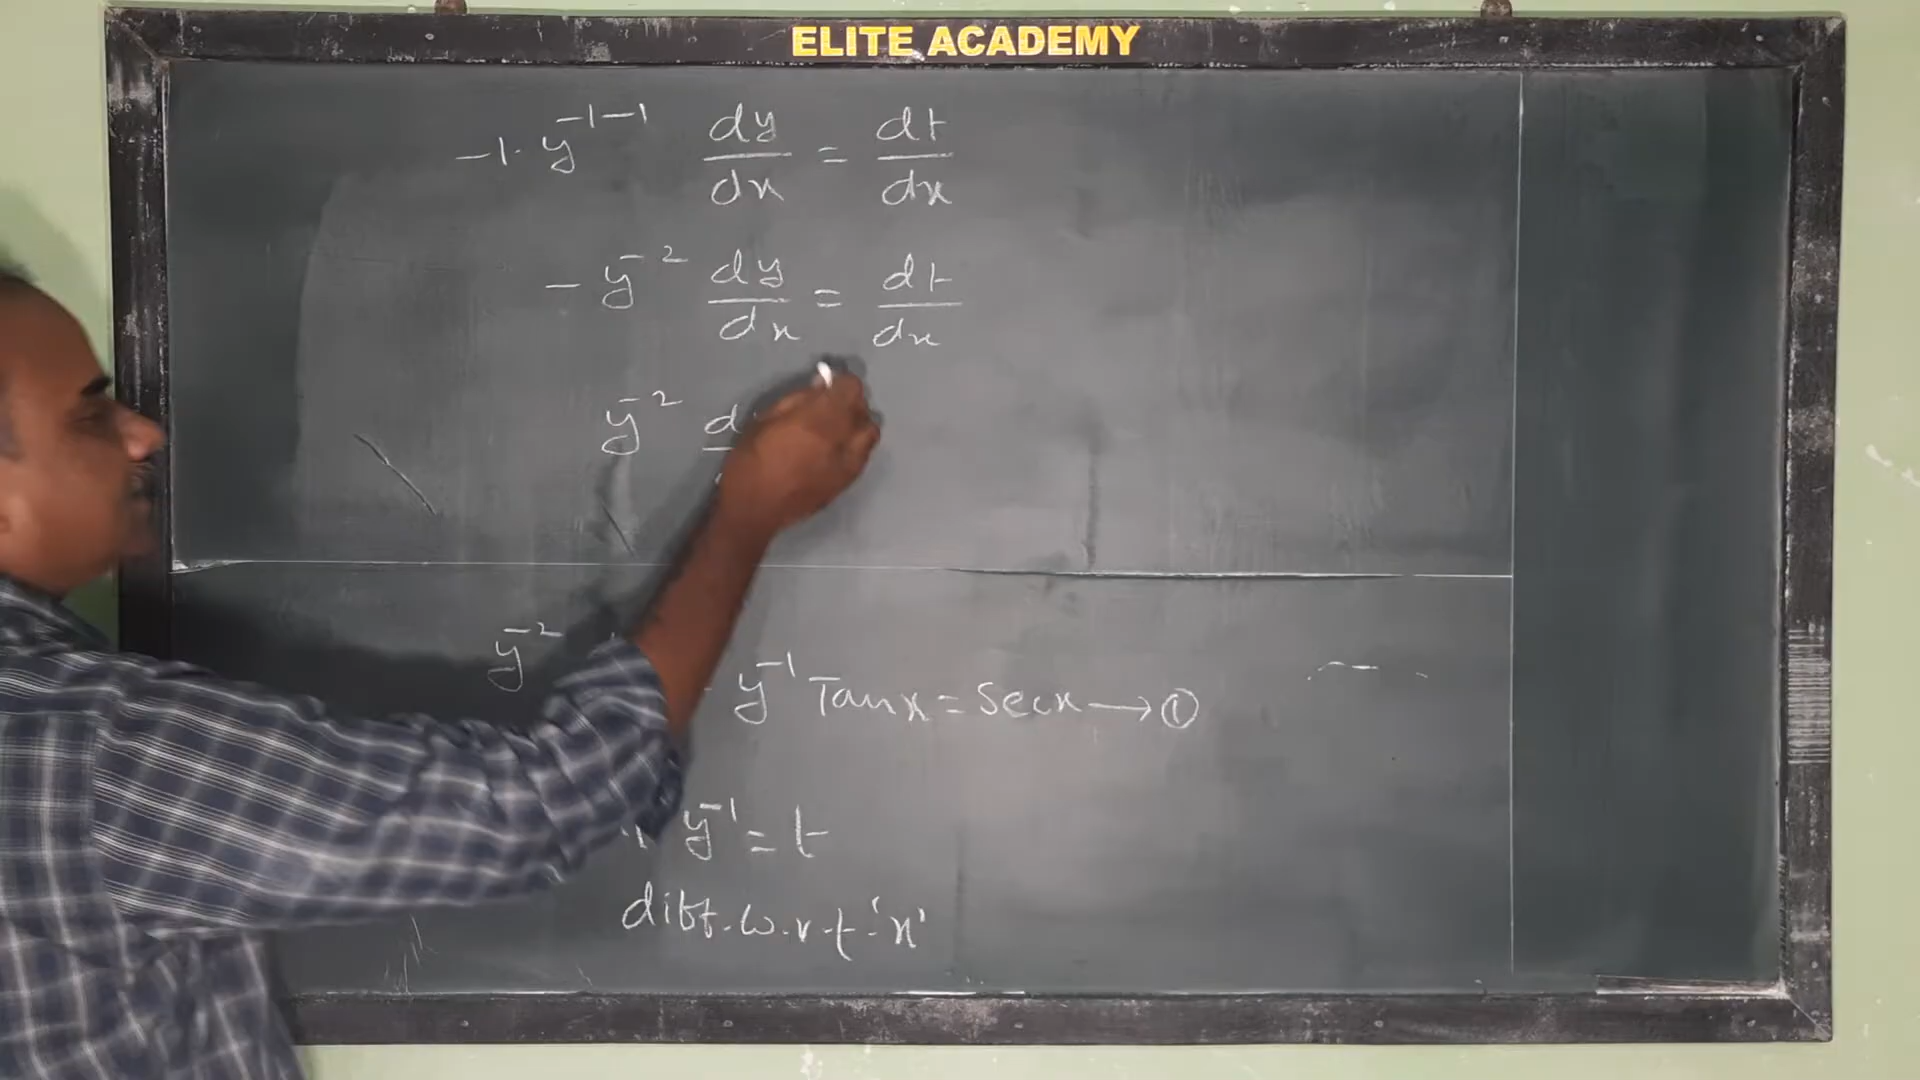 ELITE ACADEMY
-1. y^{-1-1} dy/dx = dt/dx
- y^{-2} dy/dx = dt/dx
y^{-2}
y^{-2} y^{-1} Tanx = Secx → ①
y^{-1} = t
diff. w.r.t 'x'